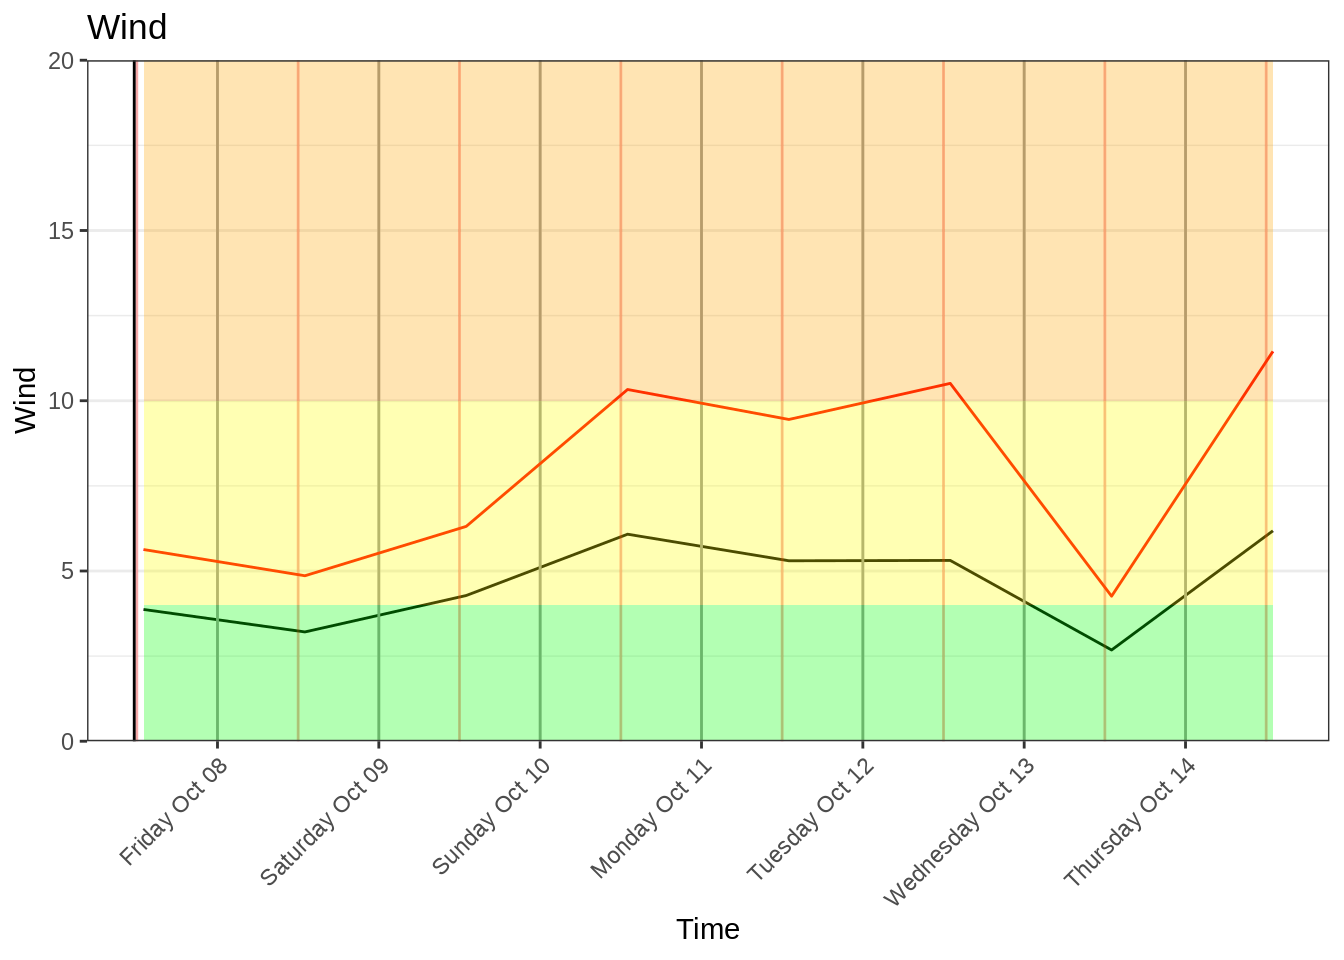 Wind
20
15
10
5
0
Wind
Friday Oct 08
Saturday Oct 09
Sunday Oct 10
Monday Oct 11
Tuesday Oct 12
Wednesday Oct 13
Thursday Oct 14
Time